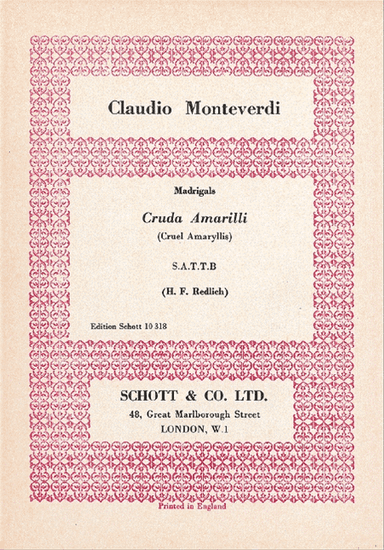 Claudio Monteverdi
Madrigals
Cruda Amarilli
(Cruel Amaryllis)
S.A.T.T.B
(H. F. Redlich)
Edition Schott 10 318
SCHOTT & CO. LTD.
48, Great Marlborough Street
LONDON, W.1
Printed in England